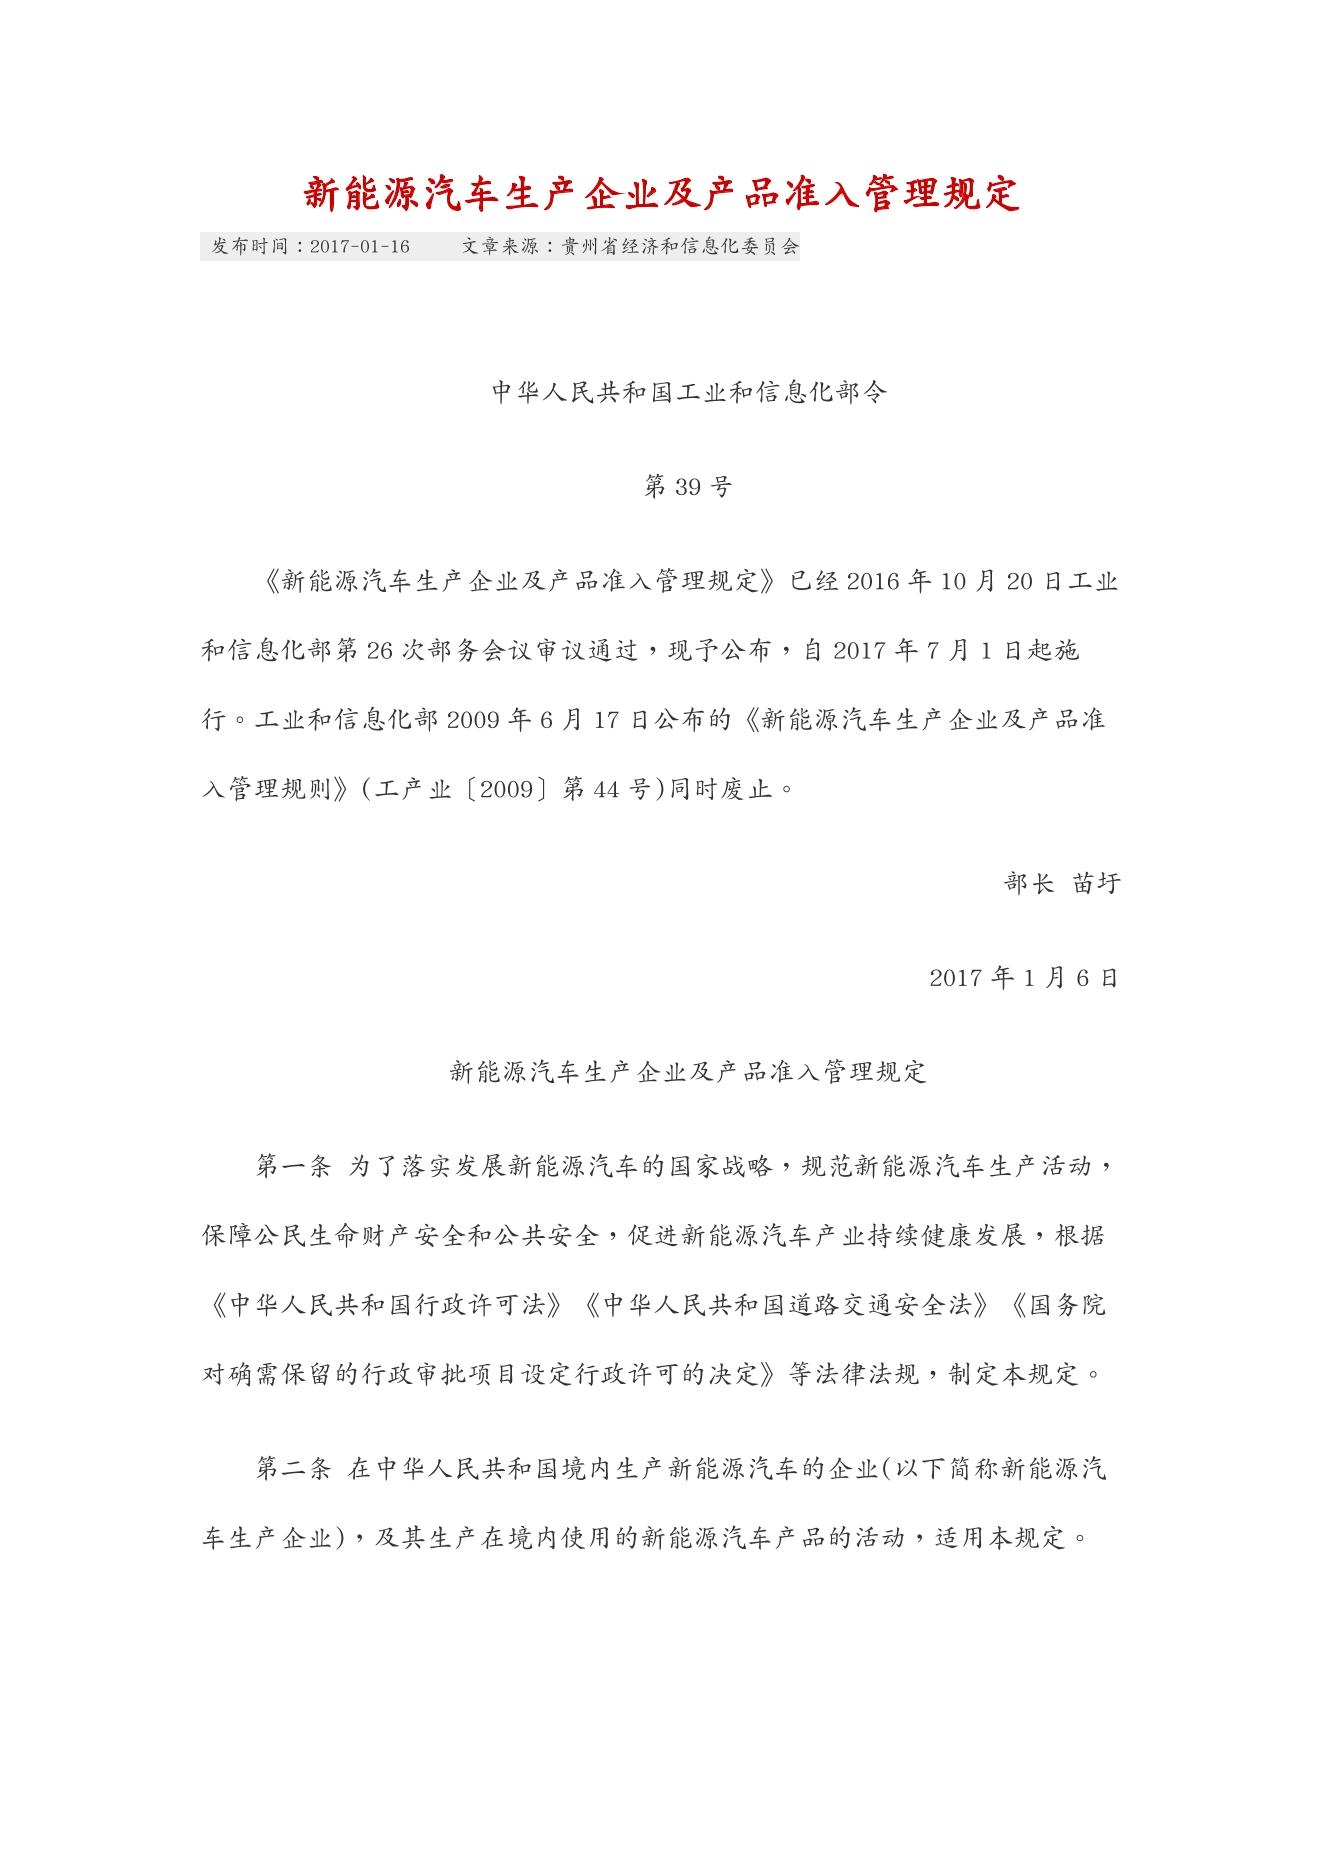 新能源汽车生产企业及产品准入管理规定
发布时间：2017-01-16 文章来源：贵州省经济和信息化委员会
中华人民共和国工业和信息化部令
第 39 号
《新能源汽车生产企业及产品准入管理规定》已经 2016 年 10 月 20 日工业
和信息化部第 26 次部务会议审议通过，现予公布，自 2017 年 7 月 1 日起施
行。工业和信息化部 2009 年 6 月 17 日公布的《新能源汽车生产企业及产品准
入管理规则》(工产业〔2009〕第 44 号)同时废止。
部长 苗圩
2017 年 1 月 6 日
新能源汽车生产企业及产品准入管理规定
第一条 为了落实发展新能源汽车的国家战略，规范新能源汽车生产活动，
保障公民生命财产安全和公共安全，促进新能源汽车产业持续健康发展，根据
《中华人民共和国行政许可法》《中华人民共和国道路交通安全法》《国务院
对确需保留的行政审批项目设定行政许可的决定》等法律法规，制定本规定。
第二条 在中华人民共和国境内生产新能源汽车的企业(以下简称新能源汽
车生产企业)，及其生产在境内使用的新能源汽车产品的活动，适用本规定。